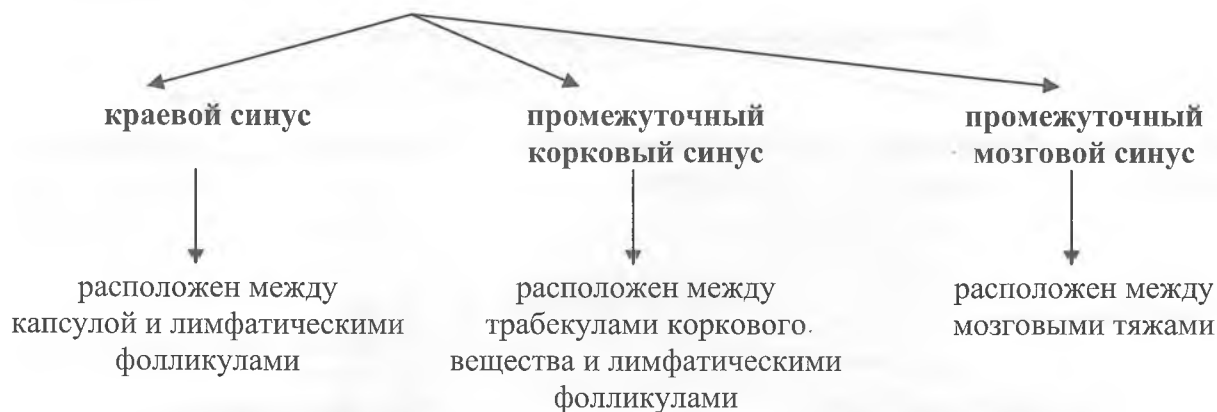 краевой синус
промежуточный
корковый синус
промежуточный
мозговой синус
расположен между
капсулой и лимфатическими
фолликулами
расположен между
трабекулами коркового
вещества и лимфатическими
фолликулами
расположен между
мозговыми тяжами